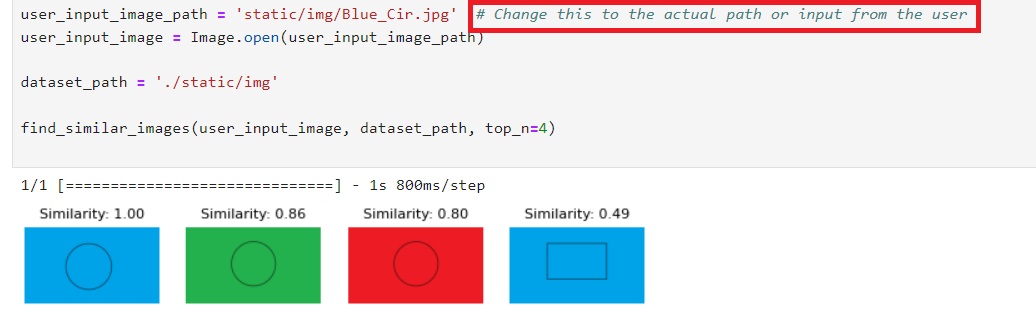 user_input_image_path = 'static/img/Blue_Cir.jpg' # Change this to the actual path or input from the user
user_input_image = Image.open(user_input_image_path)
dataset_path = './static/img'
find_similar_images(user_input_image, dataset_path, top_n=4)
1/1 [==============================] - 1s 800ms/step
Similarity: 1.00 Similarity: 0.86 Similarity: 0.80 Similarity: 0.49